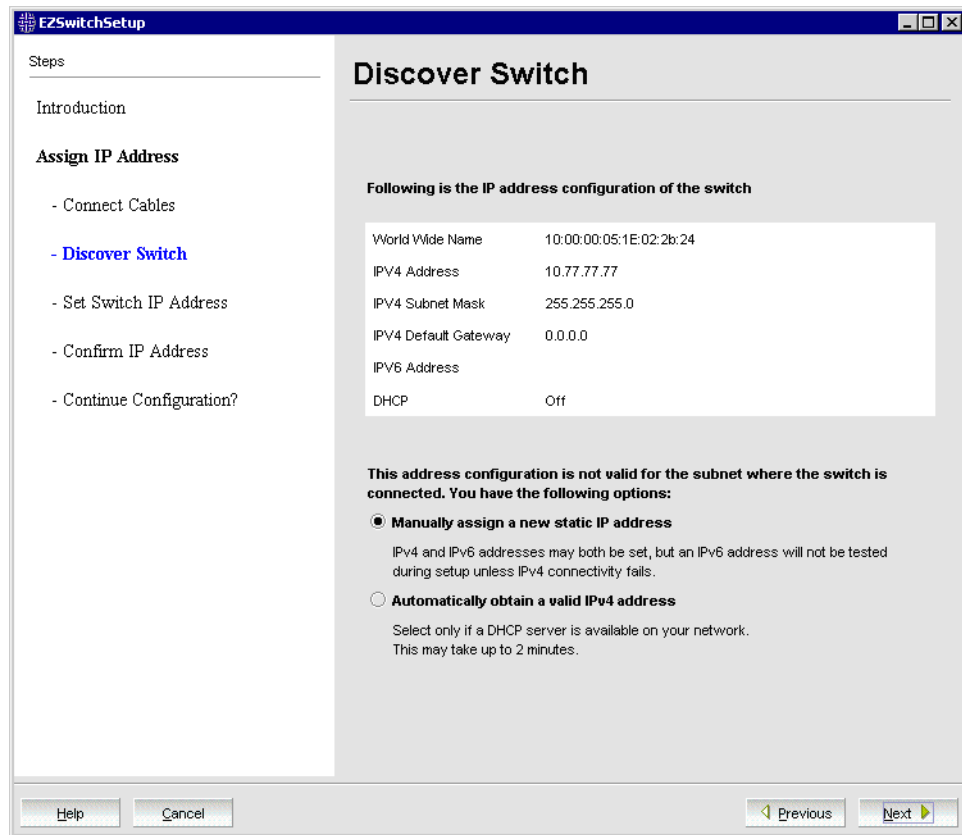 EZSwitchSetup
Steps
Introduction
Assign IP Address
- Connect Cables
- Discover Switch
- Set Switch IP Address
- Confirm IP Address
- Continue Configuration?
Discover Switch
Following is the IP address configuration of the switch
World Wide Name 10:00:00:05:1E:02:2b:24
IPV4 Address 10.77.77.77
IPV4 Subnet Mask 255.255.255.0
IPV4 Default Gateway 0.0.0.0
IPV6 Address
DHCP Off
This address configuration is not valid for the subnet where the switch is
connected. You have the following options:
Manually assign a new static IP address
IPv4 and IPv6 addresses may both be set, but an IPv6 address will not be tested
during setup unless IPv4 connectivity fails.
Automatically obtain a valid IPv4 address
Select only if a DHCP server is available on your network.
This may take up to 2 minutes.
Help Cancel Previous Next